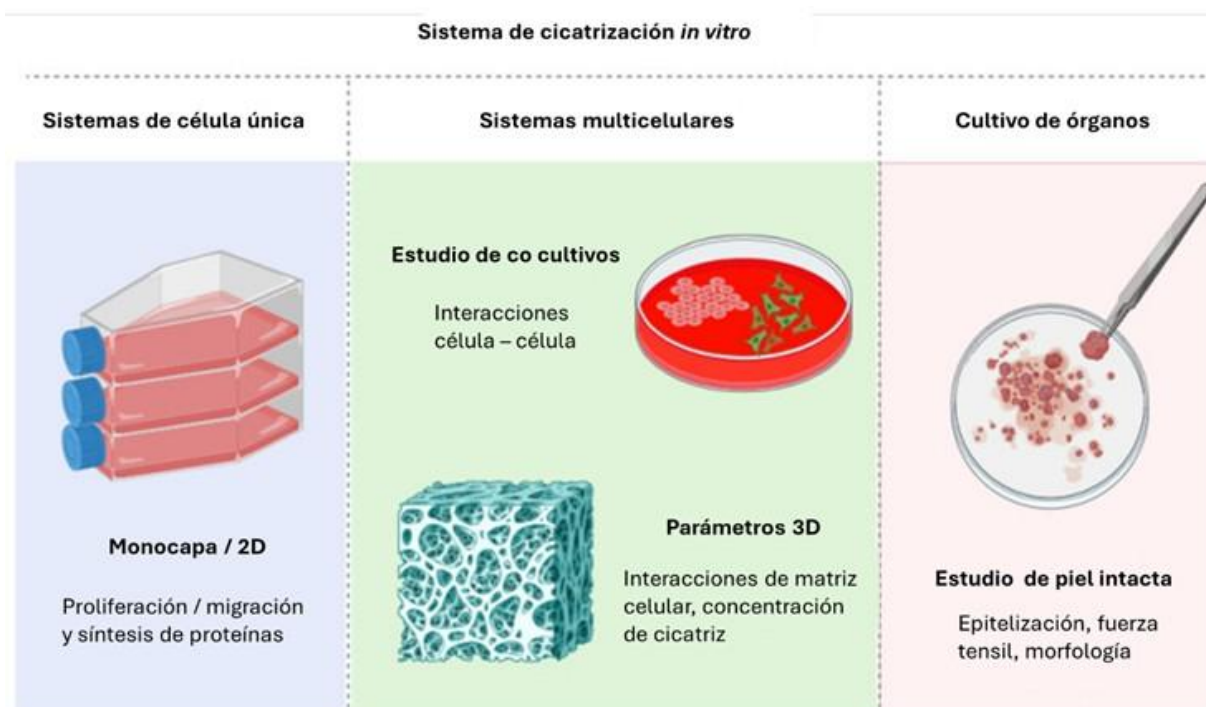 Sistema de cicatrización in vitro
Sistemas de célula única
Sistemas multicelulares
Cultivo de órganos
Monocapa / 2D
Proliferación / migración
y síntesis de proteínas
Estudio de co cultivos
Interacciones
célula – célula
Parámetros 3D
Interacciones de matriz
celular, concentración
de cicatriz
Estudio de piel intacta
Epitelización, fuerza
tensil, morfología